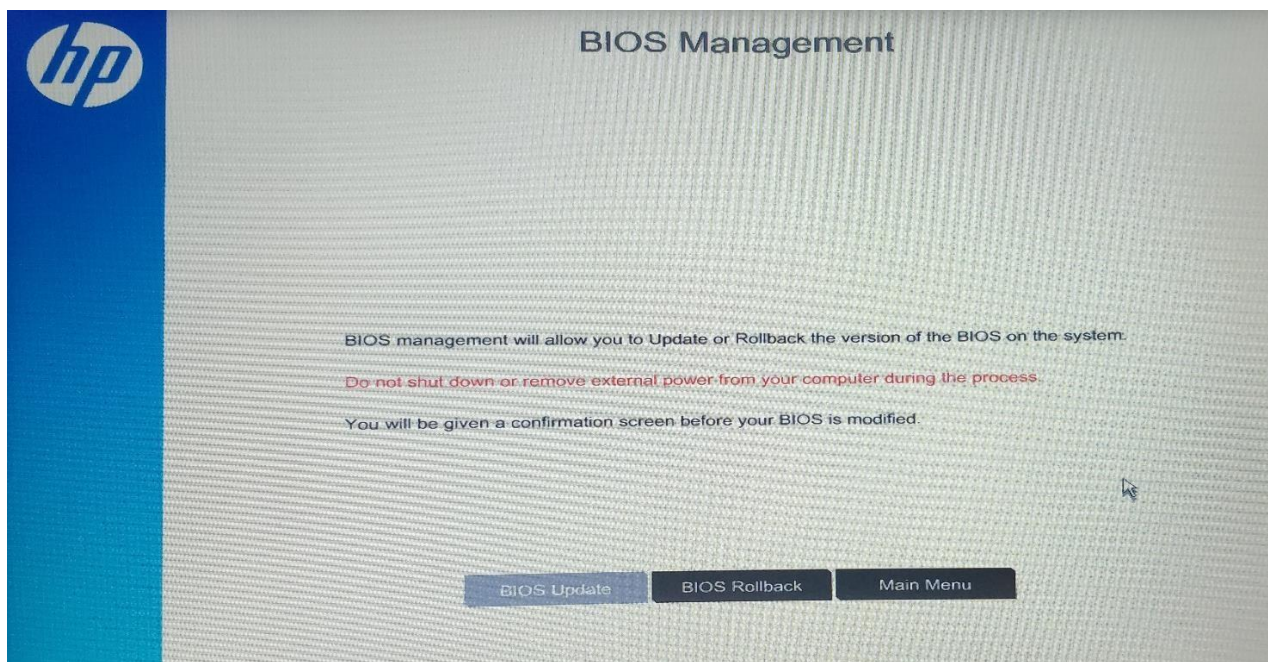 hp
BIOS Management
BIOS management will allow you to Update or Rollback the version of the BIOS on the system.
Do not shut down or remove external power from your computer during the process.
You will be given a confirmation screen before your BIOS is modified.
BIOS Update BIOS Rollback Main Menu